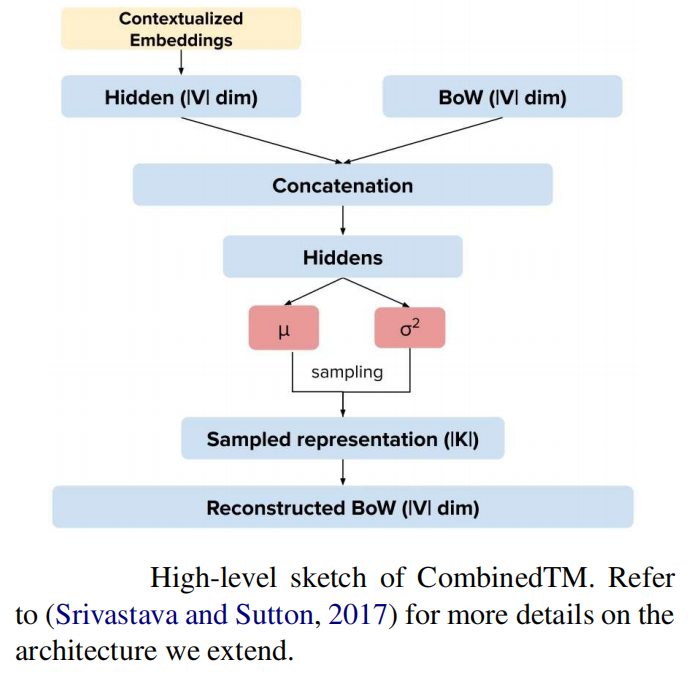 Contextualized
Embeddings
Hidden (|V| dim)
BoW (|V| dim)
Concatenation
Hiddens
μ
σ²
sampling
Sampled representation (|K|)
Reconstructed BoW (|V| dim)
High-level sketch of CombinedTM. Refer
to (Srivastava and Sutton, 2017) for more details on the
architecture we extend.